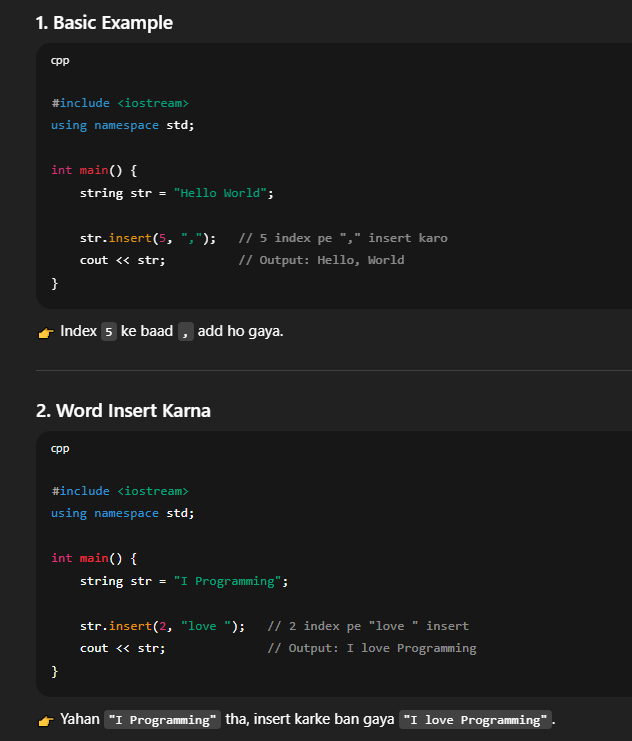 1. Basic Example
cpp
#include <iostream>
using namespace std;
int main() {
    string str = "Hello World";
    str.insert(5, ",");   // 5 index pe "," insert karo
    cout << str;          // Output: Hello, World
}
👉 Index 5 ke baad , add ho gaya.
2. Word Insert Karna
cpp
#include <iostream>
using namespace std;
int main() {
    string str = "I Programming";
    str.insert(2, "love ");   // 2 index pe "love " insert
    cout << str;              // Output: I love Programming
}
👉 Yahan "I Programming" tha, insert karke ban gaya "I love Programming".